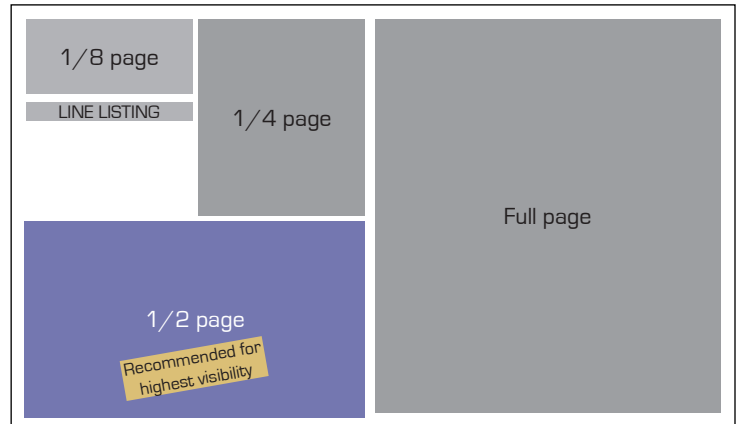 1/8 page
LINE LISTING
1/4 page
Full page
1/2 page
Recommended for
highest visibility